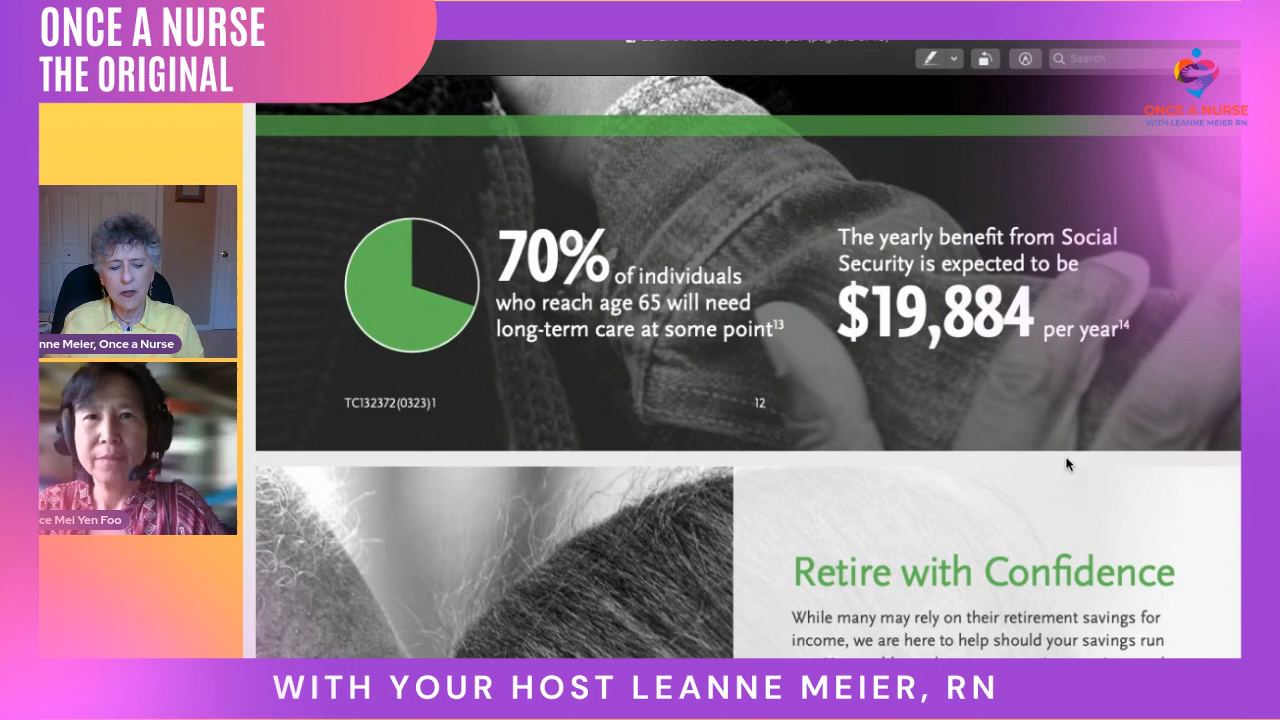 ONCE A NURSE
THE ORIGINAL
Search
ONCE A NURSE
WITH LEANNE MEIER RN
70% of individuals
who reach age 65 will need
long-term care at some point13
The yearly benefit from Social
Security is expected to be
$19,884 per year14
TC132372(0323)1
12
nne Meier, Once a Nurse
ce Mei Yen Foo
Retire with Confidence
While many may rely on their retirement savings for
income, we are here to help should your savings run
WITH YOUR HOST LEANNE MEIER, RN